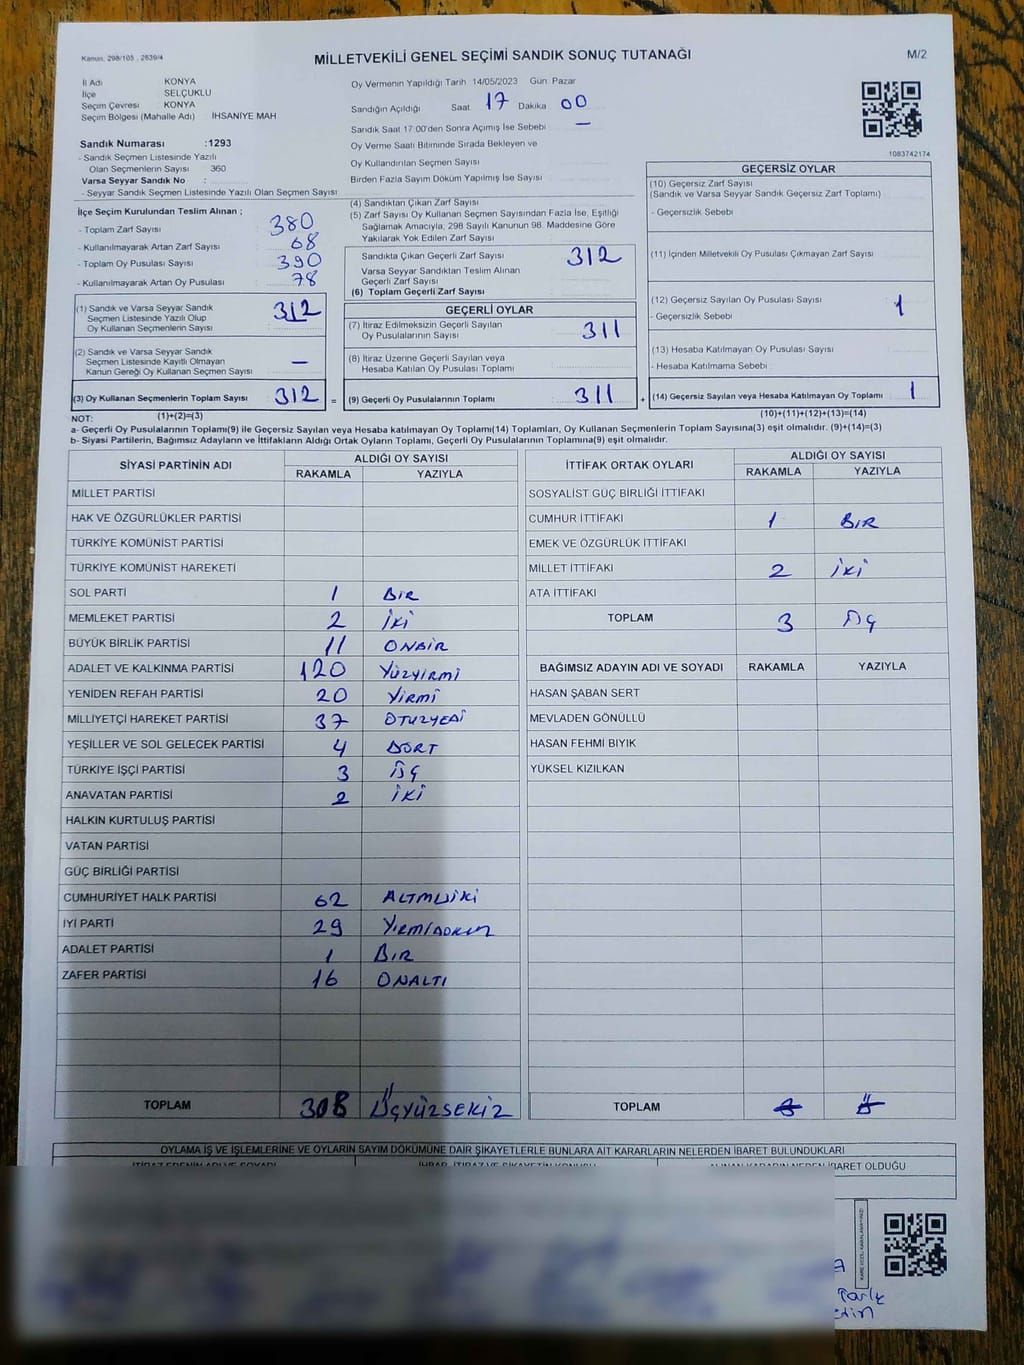 Kanun, 298/105 , 2839/4
MİLLETVEKİLİ GENEL SEÇİMİ SANDIK SONUÇ TUTANAĞI
M/2
İl Adı KONYA
İlçe SELÇUKLU
Seçim Çevresi KONYA
Seçim Bölgesi (Mahalle Adı) İHSANİYE MAH
Oy Vermenin Yapıldığı Tarih 14/05/2023 Gün Pazar
Sandığın Açıldığı Saat 17 Dakika 00
Sandık Saat 17:00'den Sonra Açımış İse Sebebi —
Oy Verme Saati Bitiminde Sırada Bekleyen ve
Oy Kullandırılan Seçmen Sayısı
Birden Fazla Sayım Döküm Yapılmış İse Sayısı
1083742174
Sandık Numarası :1293
- Sandık Seçmen Listesinde Yazılı
Olan Seçmenlerin Sayısı 360
Varsa Seyyar Sandık No :
- Seyyar Sandık Seçmen Listesinde Yazılı Olan Seçmen Sayısı
İlçe Seçim Kurulundan Teslim Alınan ;
- Toplam Zarf Sayısı : 380
- Kullanılmayarak Artan Zarf Sayısı : 68
- Toplam Oy Pusulası Sayısı : 390
- Kullanılmayarak Artan Oy Pusulası : 78
(1) Sandık ve Varsa Seyyar Sandık
Seçmen Listesinde Yazılı Olup
Oy Kullanan Seçmenlerin Sayısı : 312
(2) Sandık ve Varsa Seyyar Sandık
Seçmen Listesinde Kayıtlı Olmayan
Kanun Gereği Oy Kullanan Seçmen Sayısı : —
(3) Oy Kullanan Seçmenlerin Toplam Sayısı : 312
(4) Sandıktan Çıkan Zarf Sayısı
(5) Zarf Sayısı Oy Kullanan Seçmen Sayısından Fazla İse, Eşitliği
Sağlamak Amacıyla, 298 Sayılı Kanunun 98. Maddesine Göre
Yakılarak Yok Edilen Zarf Sayısı
Sandıkta Çıkan Geçerli Zarf Sayısı 312
Varsa Seyyar Sandıktan Teslim Alınan
Geçerli Zarf Sayısı
(6) Toplam Geçerli Zarf Sayısı
GEÇERLİ OYLAR
(7) İtiraz Edilmeksizin Geçerli Sayılan
Oy Pusulalarının Sayısı : 311
(8) İtiraz Üzerine Geçerli Sayılan veya
Hesaba Katılan Oy Pusulası Toplamı
= (9) Geçerli Oy Pusulalarının Toplamı : 311
GEÇERSİZ OYLAR
(10) Geçersiz Zarf Sayısı
(Sandık ve Varsa Seyyar Sandık Geçersiz Zarf Toplamı)
- Geçersizlik Sebebi
(11) İçinden Milletvekili Oy Pusulası Çıkmayan Zarf Sayısı
(12) Geçersiz Sayılan Oy Pusulası Sayısı 1
- Geçersizlik Sebebi
(13) Hesaba Katılmayan Oy Pusulası Sayısı
- Hesaba Katılmama Sebebi
+ (14) Geçersiz Sayılan veya Hesaba Katılmayan Oy Toplamı 1
NOT: (1)+(2)=(3)
(10)+(11)+(12)+(13)=(14)
a- Geçerli Oy Pusulalarının Toplamı(9) ile Geçersiz Sayılan veya Hesaba katılmayan Oy Toplamı(14) Toplamları, Oy Kullanan Seçmenlerin Toplam Sayısına(3) eşit olmalıdır. (9)+(14)=(3)
b- Siyasi Partilerin, Bağımsız Adayların ve İttifakların Aldığı Ortak Oyların Toplamı, Geçerli Oy Pusulalarının Toplamına(9) eşit olmalıdır.
SİYASİ PARTİNİN ADI
ALDIĞI OY SAYISI
RAKAMLA YAZIYLA
MİLLET PARTİSİ
HAK VE ÖZGÜRLÜKLER PARTİSİ
TÜRKİYE KOMÜNİST PARTİSİ
TÜRKİYE KOMÜNİST HAREKETİ
SOL PARTİ 1 BİR
MEMLEKET PARTİSİ 2 İKİ
BÜYÜK BİRLİK PARTİSİ 11 ONBİR
ADALET VE KALKINMA PARTİSİ 120 YÜZYİRMİ
YENİDEN REFAH PARTİSİ 20 YİRMİ
MİLLİYETÇİ HAREKET PARTİSİ 37 OTUZYEDİ
YEŞİLLER VE SOL GELECEK PARTİSİ 4 DÖRT
TÜRKİYE İŞÇİ PARTİSİ 3 ÜÇ
ANAVATAN PARTİSİ 2 İKİ
HALKIN KURTULUŞ PARTİSİ
VATAN PARTİSİ
GÜÇ BİRLİĞİ PARTİSİ
CUMHURİYET HALK PARTİSİ 62 ALTMIŞİKİ
İYİ PARTİ 29 YİRMİDOKUZ
ADALET PARTİSİ 1 BİR
ZAFER PARTİSİ 16 ONALTI
TOPLAM 308 ÜÇYÜZSEKİZ
İTTİFAK ORTAK OYLARI
ALDIĞI OY SAYISI
RAKAMLA YAZIYLA
SOSYALİST GÜÇ BİRLİĞİ İTTİFAKI
CUMHUR İTTİFAKI 1 BİR
EMEK VE ÖZGÜRLÜK İTTİFAKI
MİLLET İTTİFAKI 2 İKİ
ATA İTTİFAKI
TOPLAM 3 ÜÇ
BAĞIMSIZ ADAYIN ADI VE SOYADI RAKAMLA YAZIYLA
HASAN ŞABAN SERT
MEVLADEN GÖNÜLLÜ
HASAN FEHMİ BIYIK
YÜKSEL KIZILKAN
TOPLAM
OYLAMA İŞ VE İŞLEMLERİNE VE OYLARIN SAYIM DÖKÜMÜNE DAİR ŞİKAYETLERLE BUNLARA AİT KARARLARIN NELERDEN İBARET BULUNDUKLARI
İTİRAZ EDENİN ADI VE SOYADI
İHBAR, İTİRAZ VE ŞİKAYETİN KONUSU
ALINAN KARARIN NEDEN İBARET OLDUĞU